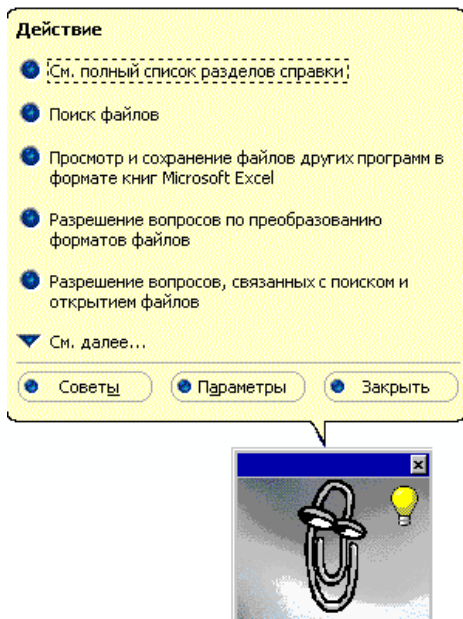 Действие
См. полный список разделов справки
Поиск файлов
Просмотр и сохранение файлов других программ в
формате книг Microsoft Excel
Разрешение вопросов по преобразованию
форматов файлов
Разрешение вопросов, связанных с поиском и
открытием файлов
См. далее...
Советы Параметры Закрыть